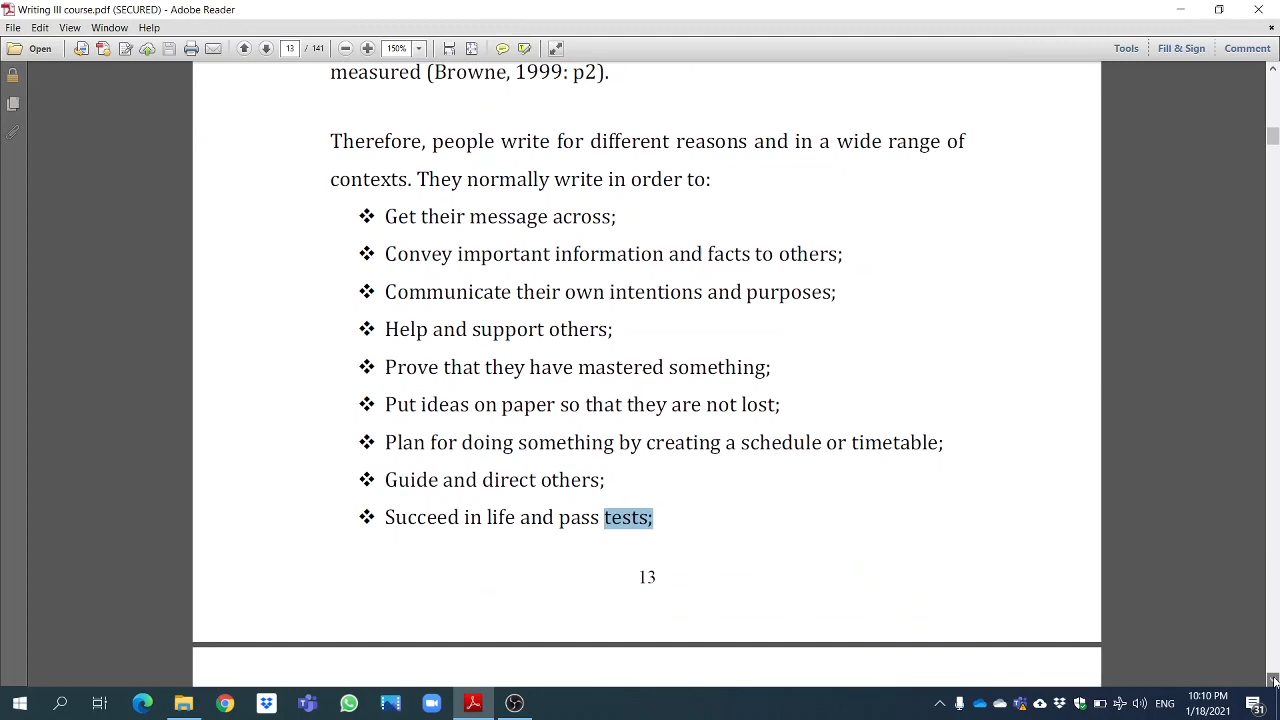 Writing III course.pdf (SECURED) - Adobe Reader
File Edit View Window Help
Open 13 / 141 150% Tools Fill & Sign Comment
measured (Browne, 1999: p2).
Therefore, people write for different reasons and in a wide range of
contexts. They normally write in order to:
❖ Get their message across;
❖ Convey important information and facts to others;
❖ Communicate their own intentions and purposes;
❖ Help and support others;
❖ Prove that they have mastered something;
❖ Put ideas on paper so that they are not lost;
❖ Plan for doing something by creating a schedule or timetable;
❖ Guide and direct others;
❖ Succeed in life and pass tests;
13
10:10 PM
ENG
1/18/2021
31